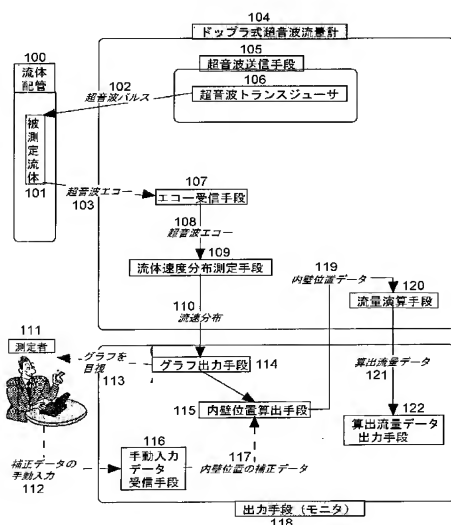 104
ドップラ式超音波流量計
105
超音波送信手段
106
超音波トランスジューサ
100
流体
配管
102
超音波パルス
被測定流体
101
超音波エコー
103
107
エコー受信手段
108
超音波エコー
109
流体速度分布測定手段
110
流速分布
119
内壁位置データ
120
流量演算手段
111
測定者
グラフを
目視
113
グラフ出力手段
114
115
内壁位置算出手段
算出流量データ
121
122
算出流量データ
出力手段
116
手動入力
データ
受信手段
117
内壁位置の補正データ
補正データの
手動入力
112
出力手段(モニタ)
118